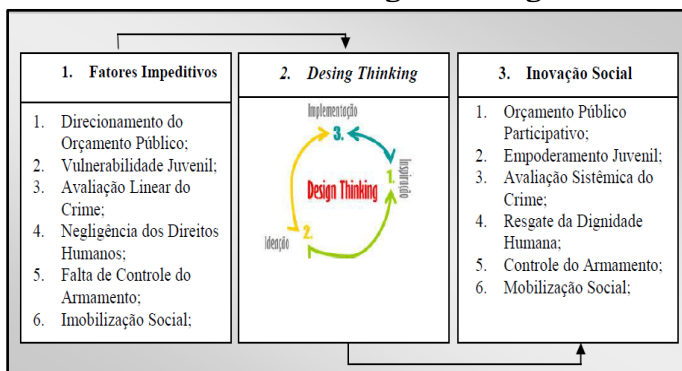 1. Fatores Impeditivos
1. Direcionamento do
Orçamento Público;
2. Vulnerabilidade Juvenil;
3. Avaliação Linear do
Crime;
4. Negligência dos Direitos
Humanos;
5. Falta de Controle do
Armamento;
6. Imobilização Social;
2. Desing Thinking
Implementação
3.
Inspiração
1.
Design Thinking
Ideação
2.
3. Inovação Social
1. Orçamento Público
Participativo;
2. Empoderamento Juvenil;
3. Avaliação Sistêmica do
Crime;
4. Resgate da Dignidade
Humana;
5. Controle do Armamento;
6. Mobilização Social;